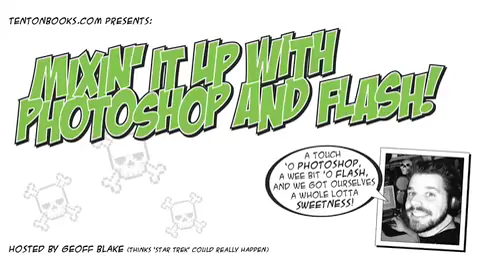 TENTONBOOKS.COM PRESENTS:
MIXIN' IT UP WITH
PHOTOSHOP AND FLASH!
A TOUCH
'O PHOTOSHOP,
A WEE BIT 'O FLASH,
AND WE GOT OURSELVES
A WHOLE LOTTA
SWEETNESS!
HOSTED BY GEOFF BLAKE (THINKS 'STAR TREK' COULD REALLY HAPPEN)